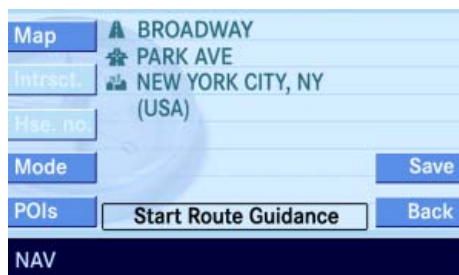 Map
BROADWAY
PARK AVE
Intrsct.
NEW YORK CITY, NY
(USA)
Hse. no.
Mode
Save
POIs
Start Route Guidance
Back
NAV